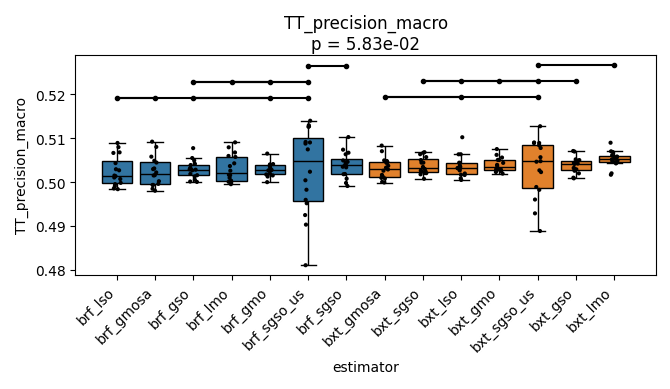 TT_precision_macro
p = 5.83e-02
TT_precision_macro
0.52
0.51
0.50
0.49
0.48
brf_lso
brf_gmosa
brf_gso
brf_lmo
brf_gmo
brf_sgso_us
brf_sgso
bxt_gmosa
bxt_sgso
bxt_lso
bxt_gmo
bxt_sgso_us
bxt_gso
bxt_lmo
estimator